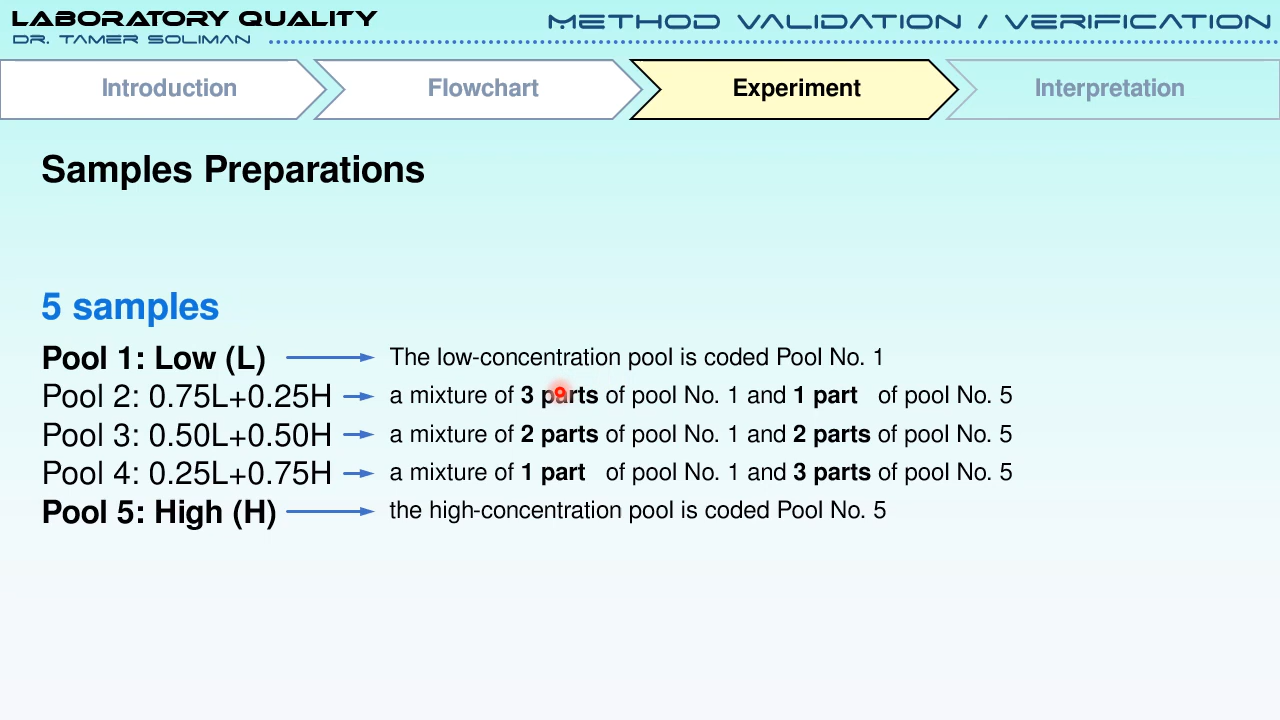 LABORATORY QUALITY
METHOD VALIDATION / VERIFICATION
DR. TAMER SOLIMAN
Introduction
Flowchart
Experiment
Interpretation
Samples Preparations
5 samples
Pool 1: Low (L) The low-concentration pool is coded Pool No. 1
Pool 2: 0.75L+0.25H a mixture of 3 parts of pool No. 1 and 1 part of pool No. 5
Pool 3: 0.50L+0.50H a mixture of 2 parts of pool No. 1 and 2 parts of pool No. 5
Pool 4: 0.25L+0.75H a mixture of 1 part of pool No. 1 and 3 parts of pool No. 5
Pool 5: High (H) the high-concentration pool is coded Pool No. 5